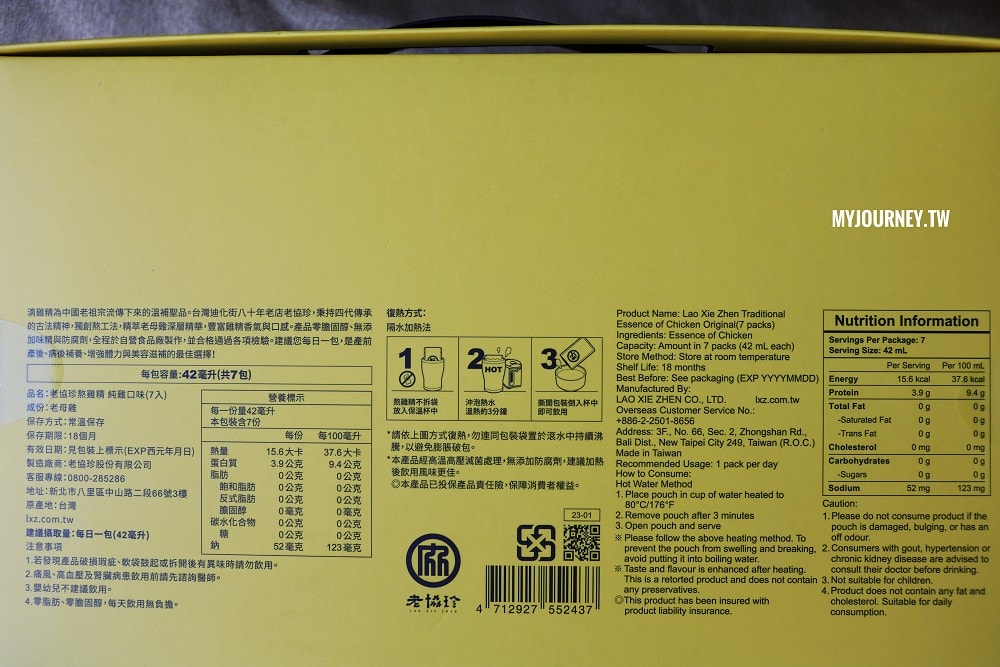 MYJOURNEY.TW
滴雞精為中國老祖宗流傳下來的溫補聖品。台灣迪化街八十年老店老協珍，秉持四代傳承
的古法精神，獨創熬工法，精萃老母雞深層精華，豐富雞精香氣與口感。產品零膽固醇、無添
加味精與防腐劑，全程於自營食品廠製作，並合格通過各項檢驗。建議您每日一包，是產前
產後、病後補養、增強體力與美容滋補的最佳選擇！
每包容量:42毫升(共7包)
品名：老協珍熬雞精 純雞口味(7入)
成份：老母雞
保存方式：常溫保存
保存期限：18個月
有效日期：見包裝上標示(EXP西元年月日)
製造廠商：老協珍股份有限公司
客服專線：0800-285286
地址：新北市八里區中山路二段66號3樓
原產地：台灣
lxz.com.tw
建議攝取量：每日一包(42毫升)
注意事項
1.若發現產品破損瑕疵、軟袋鼓起或拆開後有異味時請勿飲用。
2.痛風、高血壓及腎臟病患飲用前請先諮詢醫師。
3.嬰幼兒不建議飲用。
4.零脂肪、零膽固醇，每天飲用無負擔。
營養標示
每一份量42毫升
本包裝含7份
每份 每100毫升
熱量 15.6大卡 37.6大卡
蛋白質 3.9公克 9.4公克
脂肪 0公克 0公克
飽和脂肪 0公克 0公克
反式脂肪 0公克 0公克
膽固醇 0毫克 0毫克
碳水化合物 0公克 0公克
糖 0公克 0公克
鈉 52毫克 123毫克
復熱方式：
隔水加熱法
1 2 3
HOT
熬雞精不拆袋
放入保溫杯中
沖泡熱水
溫熱約3分鐘
撕開包裝倒入杯中
即可飲用
*請依上圖方式復熱，勿連同包裝袋置於滾水中持續沸
騰，以避免膨脹破包。
*本產品經高溫高壓滅菌處理，無添加防腐劑，建議加熱
後飲用風味更佳。
◎本產品已投保產品責任險，保障消費者權益。
老協珍
LAO XIE ZHEN
23-01
4 712927 552437
Product Name: Lao Xie Zhen Traditional
Essence of Chicken Original(7 packs)
Ingredients: Essence of Chicken
Capacity: Amount in 7 packs (42 mL each)
Store Method: Store at room temperature
Shelf Life: 18 months
Best Before: See packaging (EXP YYYYMMDD)
Manufactured By:
LAO XIE ZHEN CO., LTD. lxz.com.tw
Overseas Customer Service No.:
+886-2-2501-8656
Address: 3F., No. 66, Sec. 2, Zhongshan Rd.,
Bali Dist., New Taipei City 249, Taiwan (R.O.C.)
Made in Taiwan
Recommended Usage: 1 pack per day
How to Consume:
Hot Water Method
1. Place pouch in cup of water heated to
80°C/176°F
2. Remove pouch after 3 minutes
3. Open pouch and serve
※ Please follow the above heating method. To
prevent the pouch from swelling and breaking,
avoid putting it into boiling water.
※ Taste and flavour is enhanced after heating.
This is a retorted product and does not contain
any preservatives.
◎This product has been insured with
product liability insurance.
Nutrition Information
Servings Per Package: 7
Serving Size: 42 mL
Per Serving Per 100 mL
Energy 15.6 kcal 37.6 kcal
Protein 3.9 g 9.4 g
Total Fat 0 g 0 g
-Saturated Fat 0 g 0 g
-Trans Fat 0 g 0 g
Cholesterol 0 mg 0 mg
Carbohydrates 0 g 0 g
-Sugars 0 g 0 g
Sodium 52 mg 123 mg
Caution:
1. Please do not consume product if the
pouch is damaged, bulging, or has an
off odour.
2. Consumers with gout, hypertension or
chronic kidney disease are advised to
consult their doctor before drinking.
3. Not suitable for children.
4. Product does not contain any fat and
cholesterol. Suitable for daily
consumption.